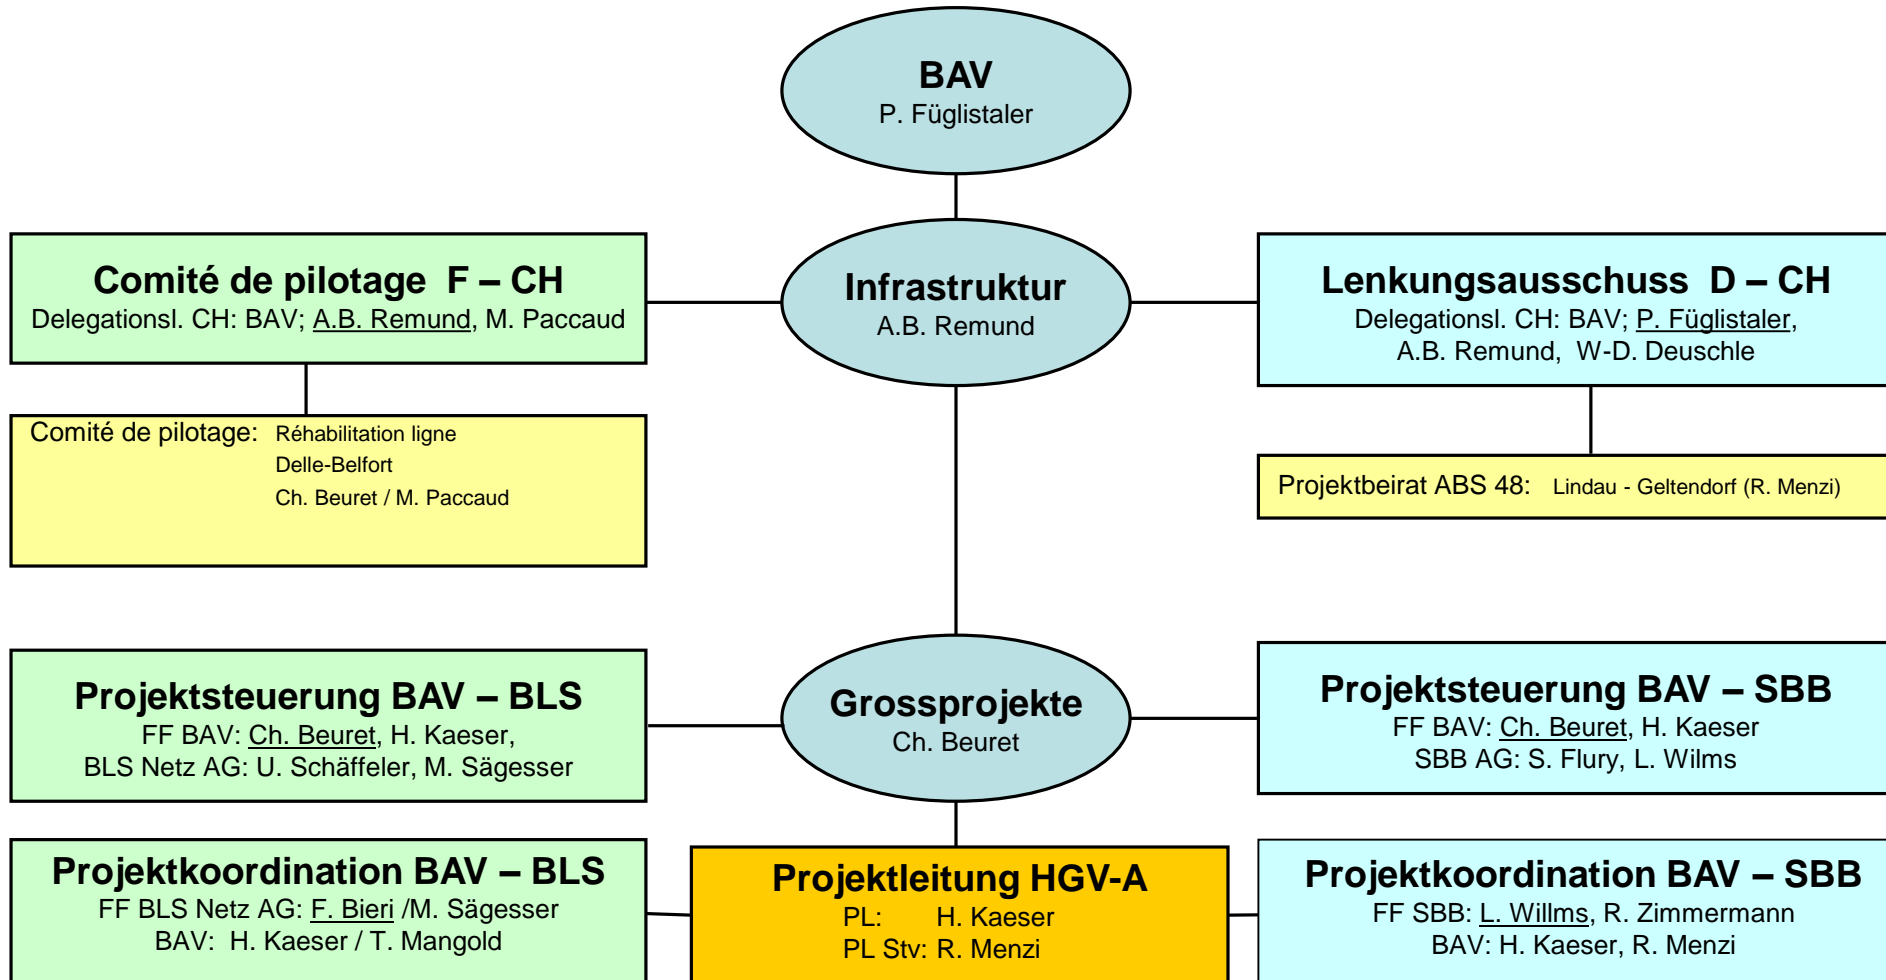 BAV
P. Füglistaler
Comité de pilotage  F – CH
Delegationsl. CH: BAV; A.B. Remund, M. Paccaud
Infrastruktur
A.B. Remund
Lenkungsausschuss  D – CH
Delegationsl. CH: BAV; P. Füglistaler,
A.B. Remund,  W-D. Deuschle
Comité de pilotage: Réhabilitation ligne
Delle-Belfort
Ch. Beuret / M. Paccaud
Projektbeirat ABS 48: Lindau - Geltendorf (R. Menzi)
Projektsteuerung BAV – BLS
FF BAV: Ch. Beuret, H. Kaeser,
BLS Netz AG: U. Schäffeler, M. Sägesser
Grossprojekte
Ch. Beuret
Projektsteuerung BAV – SBB
FF BAV: Ch. Beuret, H. Kaeser
SBB AG: S. Flury, L. Wilms
Projektkoordination BAV – BLS
FF BLS Netz AG: F. Bieri /M. Sägesser
BAV:  H. Kaeser / T. Mangold
Projektleitung HGV-A
PL: H. Kaeser
PL Stv: R. Menzi
Projektkoordination BAV – SBB
FF SBB: L. Willms, R. Zimmermann
BAV: H. Kaeser, R. Menzi